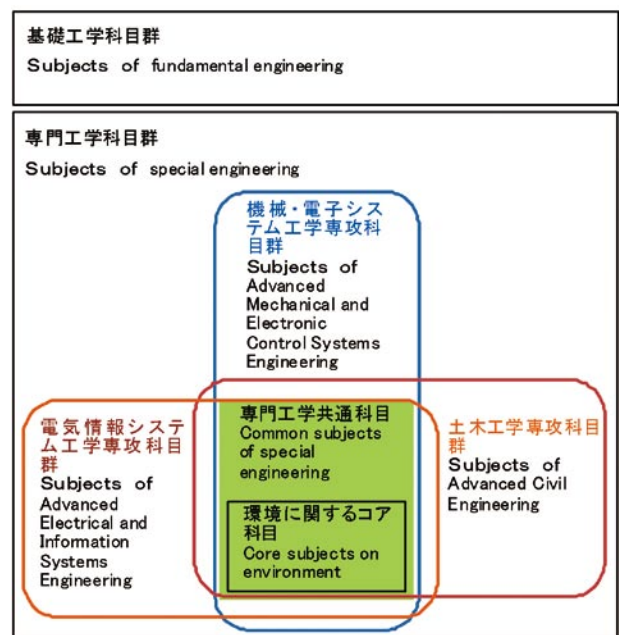 基礎工学科目群
Subjects of fundamental engineering
専門工学科目群
Subjects of special engineering
機械・電子シス
テム工学専攻科
目群
Subjects of
Advanced
Mechanical and
Electronic
Control Systems
Engineering
電気情報システ
ム工学専攻科目
群
Subjects of
Advanced
Electrical and
Information
Systems
Engineering
専門工学共通科目
Common subjects
of special
engineering
環境に関するコア
科目
Core subjects on
environment
土木工学専攻科目
群
Subjects of
Advanced Civil
Engineering